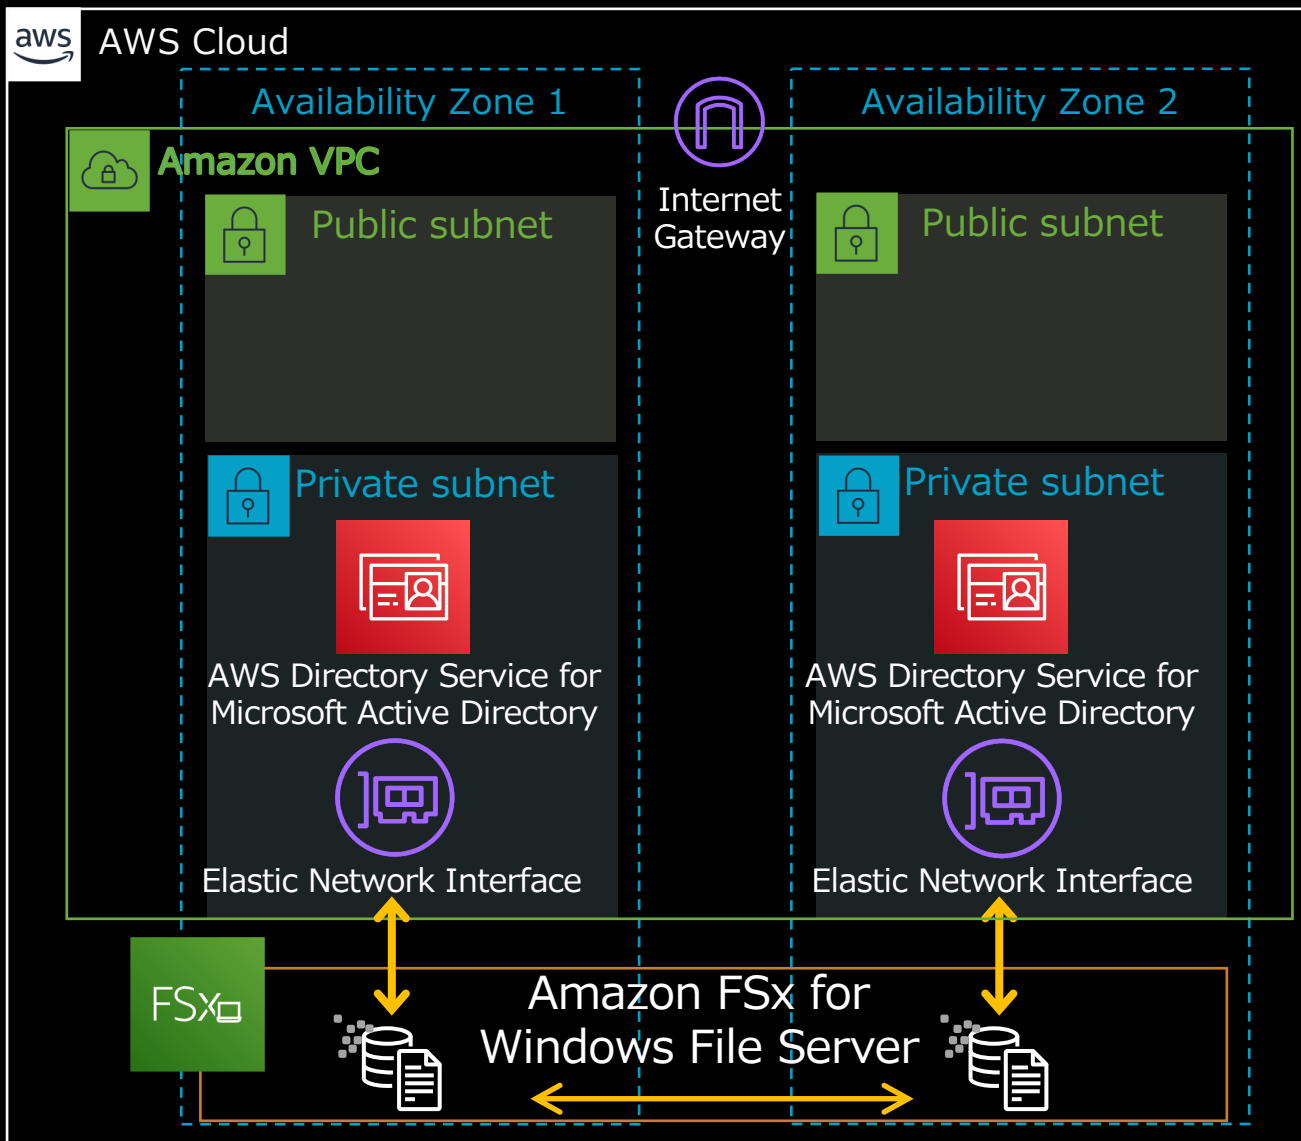 aws
AWS Cloud
Availability Zone 1
Availability Zone 2
Amazon VPC
Internet
Gateway
Public subnet
Public subnet
Private subnet
Private subnet
AWS Directory Service for
Microsoft Active Directory
AWS Directory Service for
Microsoft Active Directory
Elastic Network Interface
Elastic Network Interface
FSx
Amazon FSx for
Windows File Server